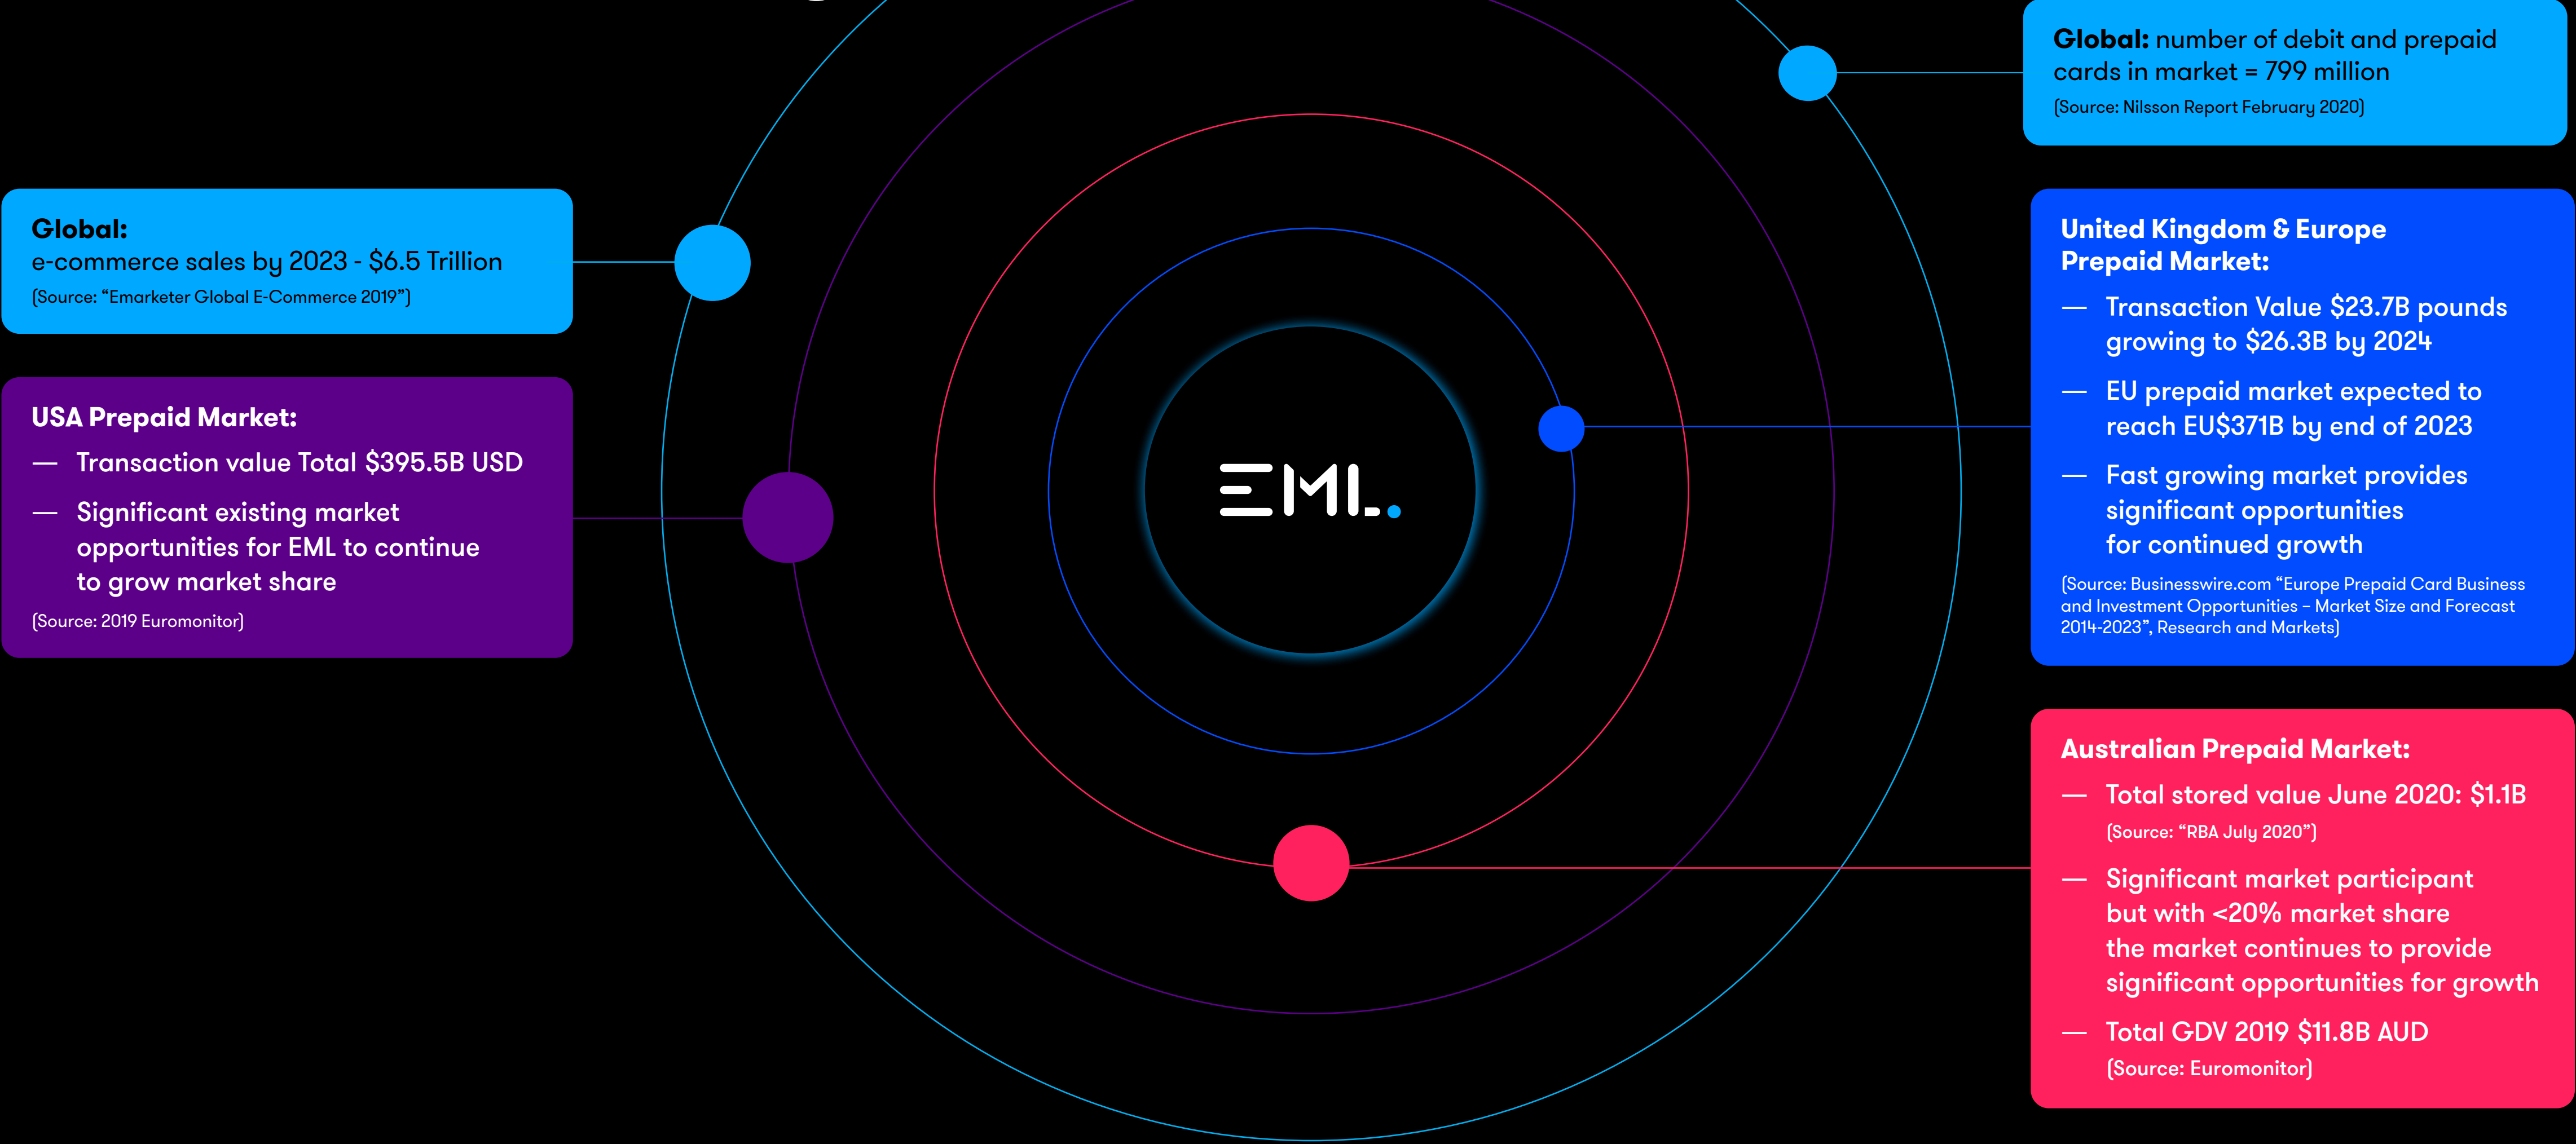 Global: number of debit and prepaid
cards in market = 799 million
(Source: Nilsson Report February 2020)
Global:
e-commerce sales by 2023 - $6.5 Trillion
(Source: “Emarketer Global E-Commerce 2019”)
USA Prepaid Market:
— Transaction value Total $395.5B USD
— Significant existing market
opportunities for EML to continue
to grow market share
(Source: 2019 Euromonitor)
EML.
United Kingdom & Europe
Prepaid Market:
— Transaction Value $23.7B pounds
growing to $26.3B by 2024
— EU prepaid market expected to
reach EU$371B by end of 2023
— Fast growing market provides
significant opportunities
for continued growth
(Source: Businesswire.com “Europe Prepaid Card Business
and Investment Opportunities – Market Size and Forecast
2014-2023”, Research and Markets)
Australian Prepaid Market:
— Total stored value June 2020: $1.1B
(Source: “RBA July 2020”)
— Significant market participant
but with <20% market share
the market continues to provide
significant opportunities for growth
— Total GDV 2019 $11.8B AUD
(Source: Euromonitor)